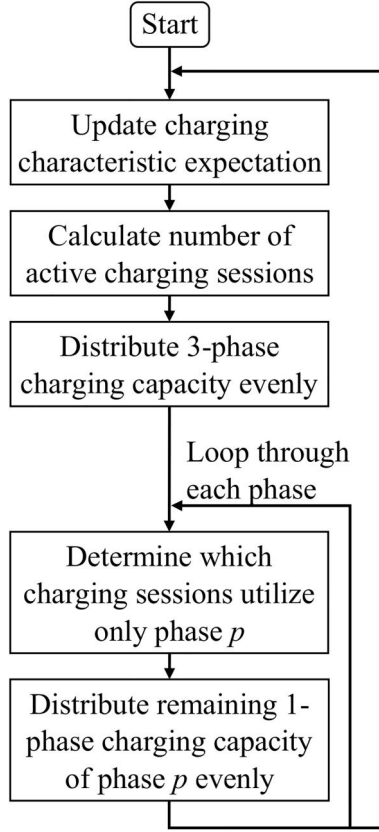 Start
Update charging
characteristic expectation
Calculate number of
active charging sessions
Distribute 3-phase
charging capacity evenly
Loop through
each phase
Determine which
charging sessions utilize
only phase p
Distribute remaining 1-
phase charging capacity
of phase p evenly